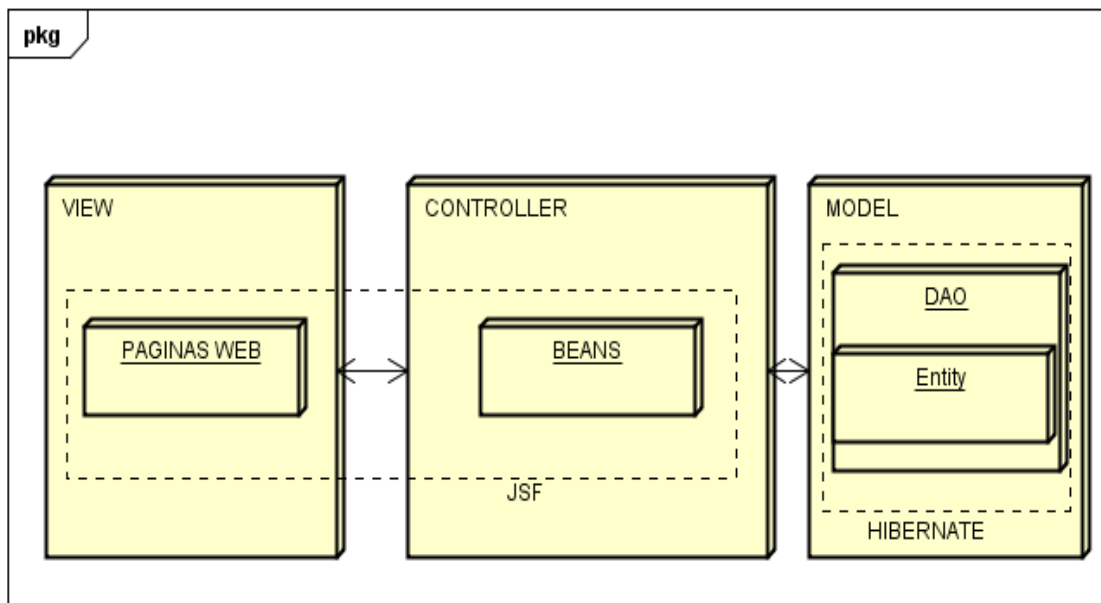 pkg
VIEW
CONTROLLER
MODEL
PAGINAS WEB
BEANS
DAO
Entity
JSF
HIBERNATE